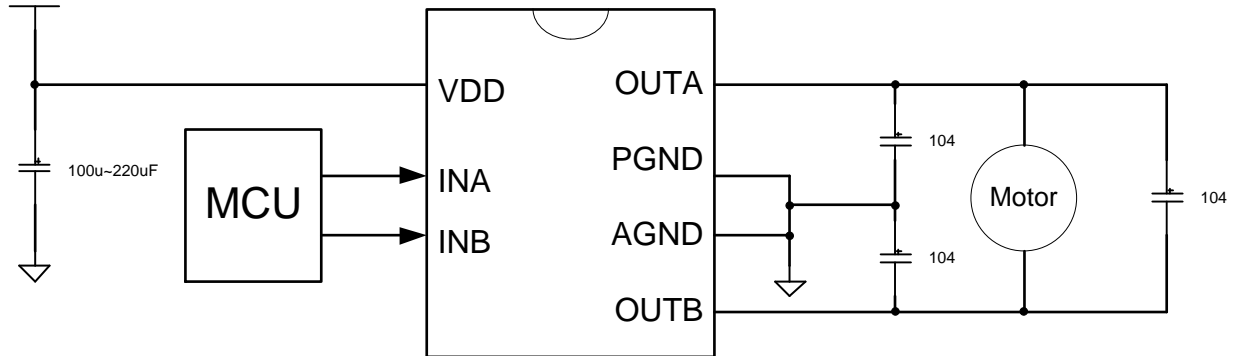 VDD
OUTA
104
100u~220uF
MCU
INA
PGND
Motor
104
INB
AGND
104
OUTB